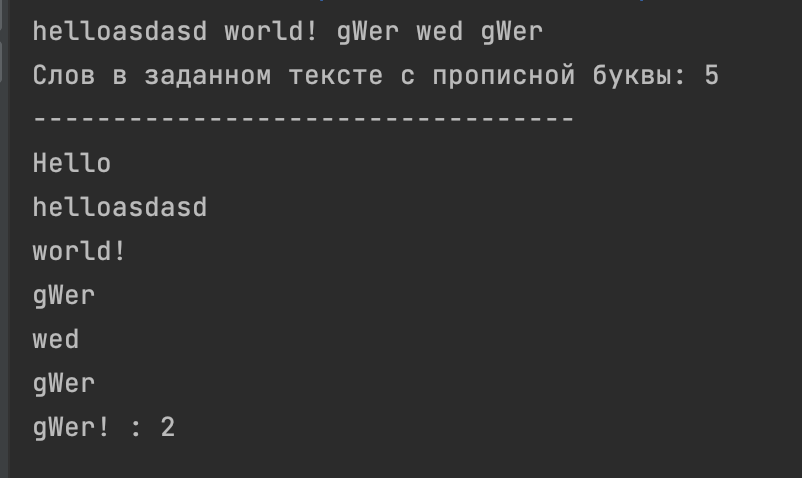 helloasdasd world! gWer wed gWer
Слов в заданном тексте с прописной буквы: 5
----------------------------------
Hello
helloasdasd
world!
gWer
wed
gWer
gWer! : 2